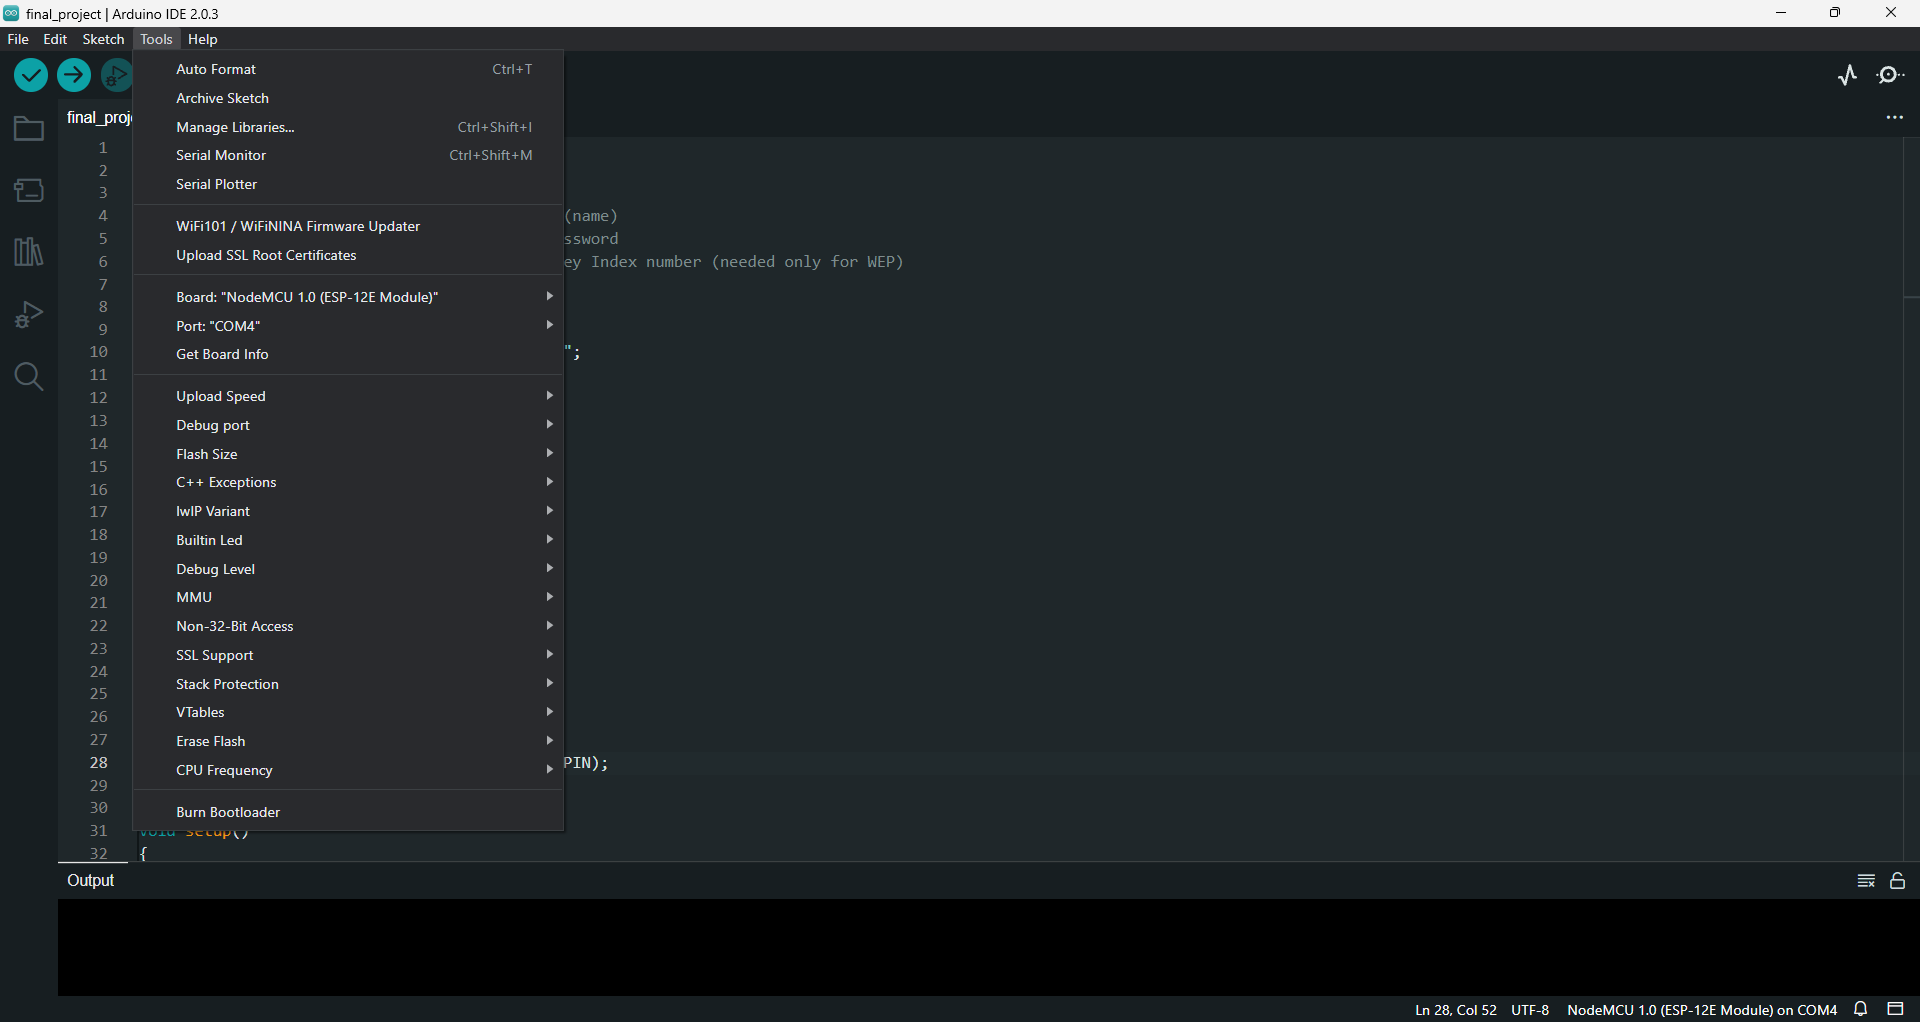 final_project | Arduino IDE 2.0.3
File Edit Sketch Tools Help
final_proj
Auto Format Ctrl+T
Archive Sketch
Manage Libraries... Ctrl+Shift+I
Serial Monitor Ctrl+Shift+M
Serial Plotter
WiFi101 / WiFiNINA Firmware Updater
Upload SSL Root Certificates
Board: "NodeMCU 1.0 (ESP-12E Module)"
Port: "COM4"
Get Board Info
Upload Speed
Debug port
Flash Size
C++ Exceptions
lwIP Variant
Builtin Led
Debug Level
MMU
Non-32-Bit Access
SSL Support
Stack Protection
VTables
Erase Flash
CPU Frequency
Burn Bootloader
1
2
3
4 (name)
5 ssword
6 ey Index number (needed only for WEP)
7
8
9
10 ";
11
12
13
14
15
16
17
18
19
20
21
22
23
24
25
26
27
28 PIN);
29
30
31 void setup()
32 {
Output
Ln 28, Col 52 UTF-8 NodeMCU 1.0 (ESP-12E Module) on COM4